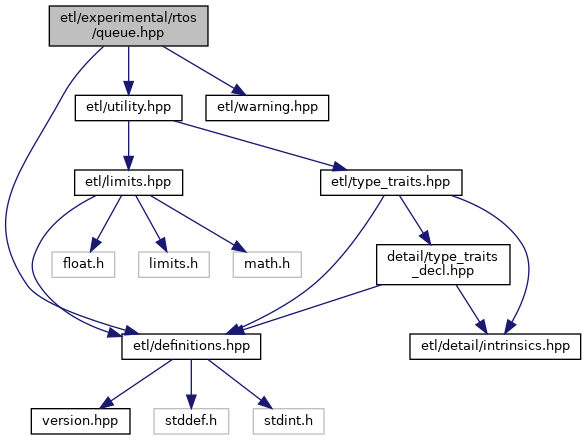 etl/experimental/rtos
/queue.hpp
etl/utility.hpp
etl/warning.hpp
etl/limits.hpp
etl/type_traits.hpp
float.h
limits.h
math.h
detail/type_traits
_decl.hpp
etl/definitions.hpp
etl/detail/intrinsics.hpp
version.hpp
stddef.h
stdint.h